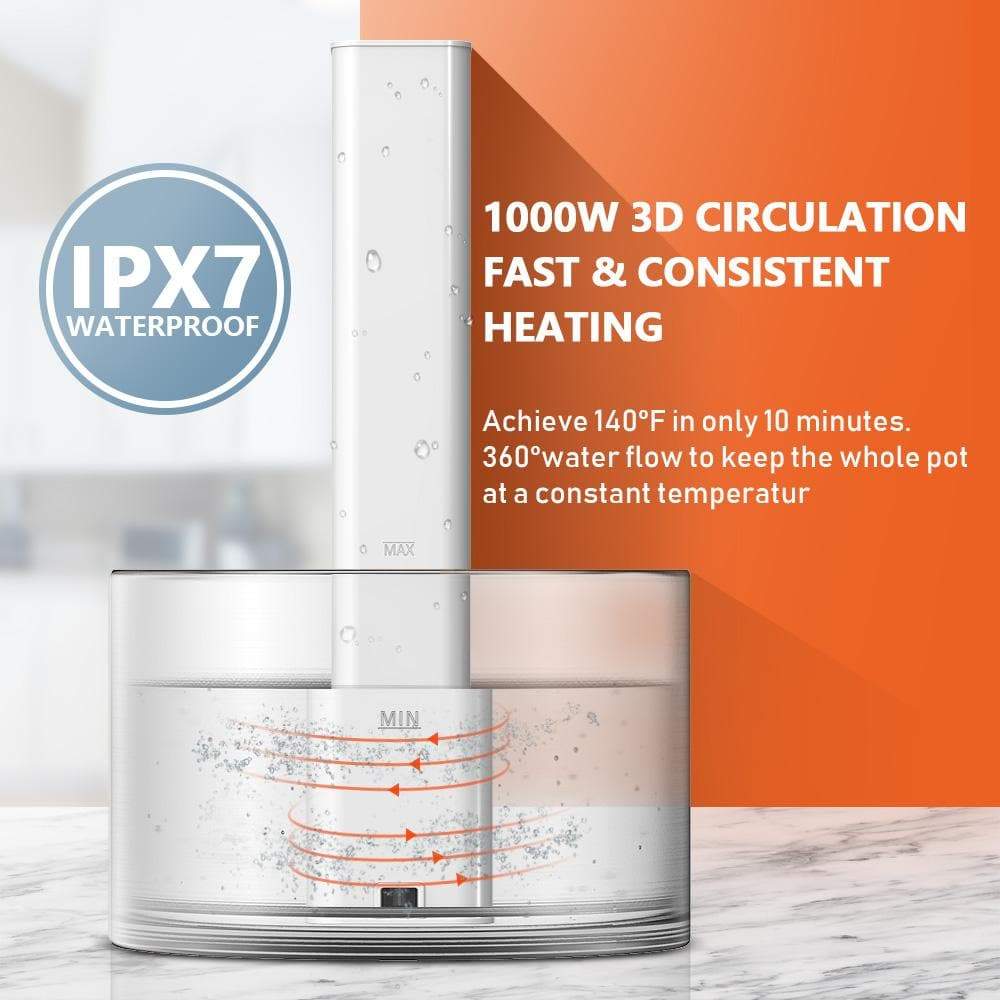 IPX7
WATERPROOF
1000W 3D CIRCULATION
FAST & CONSISTENT
HEATING
Achieve 140°F in only 10 minutes.
360°water flow to keep the whole pot
at a constant temperatur
MAX
MIN